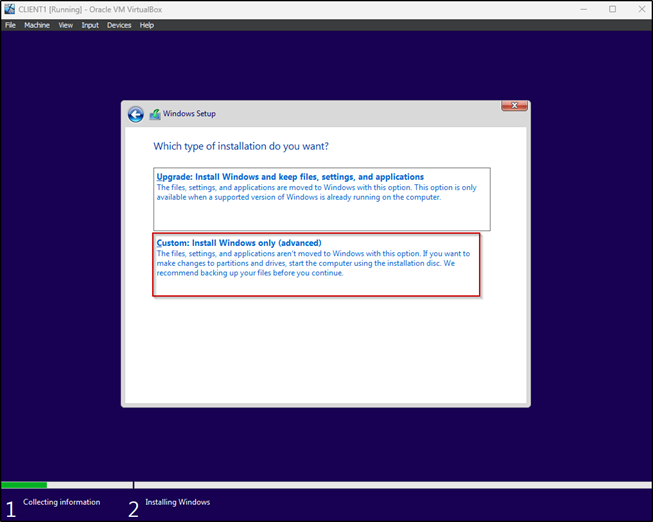 CLIENT1 [Running] - Oracle VM VirtualBox
File Machine View Input Devices Help
Windows Setup
Which type of installation do you want?
Upgrade: Install Windows and keep files, settings, and applications
The files, settings, and applications are moved to Windows with this option. This option is only
available when a supported version of Windows is already running on the computer.
Custom: Install Windows only (advanced)
The files, settings, and applications aren't moved to Windows with this option. If you want to
make changes to partitions and drives, start the computer using the installation disc. We
recommend backing up your files before you continue.
1 Collecting information 2 Installing Windows